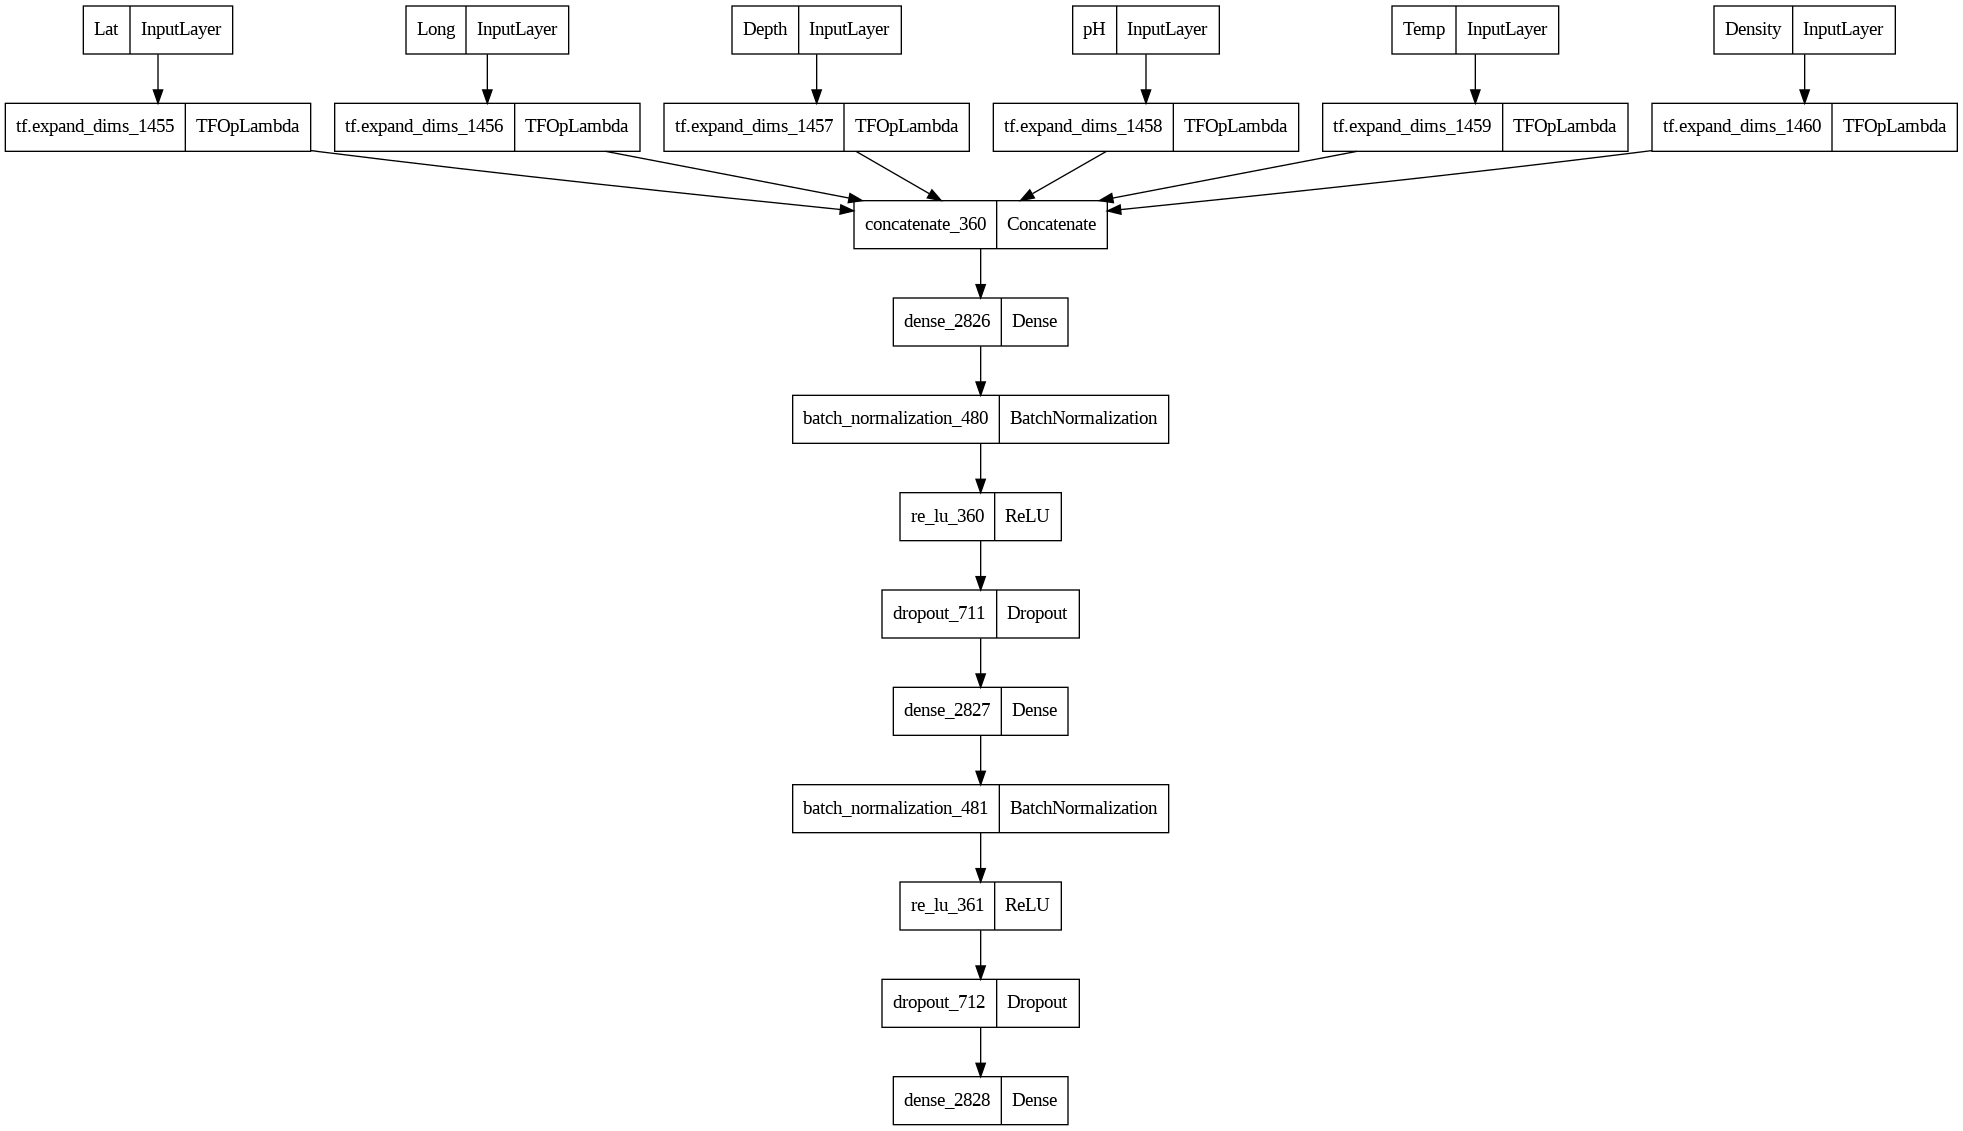 Lat InputLayer Long InputLayer Depth InputLayer pH InputLayer Temp InputLayer Density InputLayer
tf.expand_dims_1455 TFOpLambda tf.expand_dims_1456 TFOpLambda tf.expand_dims_1457 TFOpLambda tf.expand_dims_1458 TFOpLambda tf.expand_dims_1459 TFOpLambda tf.expand_dims_1460 TFOpLambda
concatenate_360 Concatenate
dense_2826 Dense
batch_normalization_480 BatchNormalization
re_lu_360 ReLU
dropout_711 Dropout
dense_2827 Dense
batch_normalization_481 BatchNormalization
re_lu_361 ReLU
dropout_712 Dropout
dense_2828 Dense